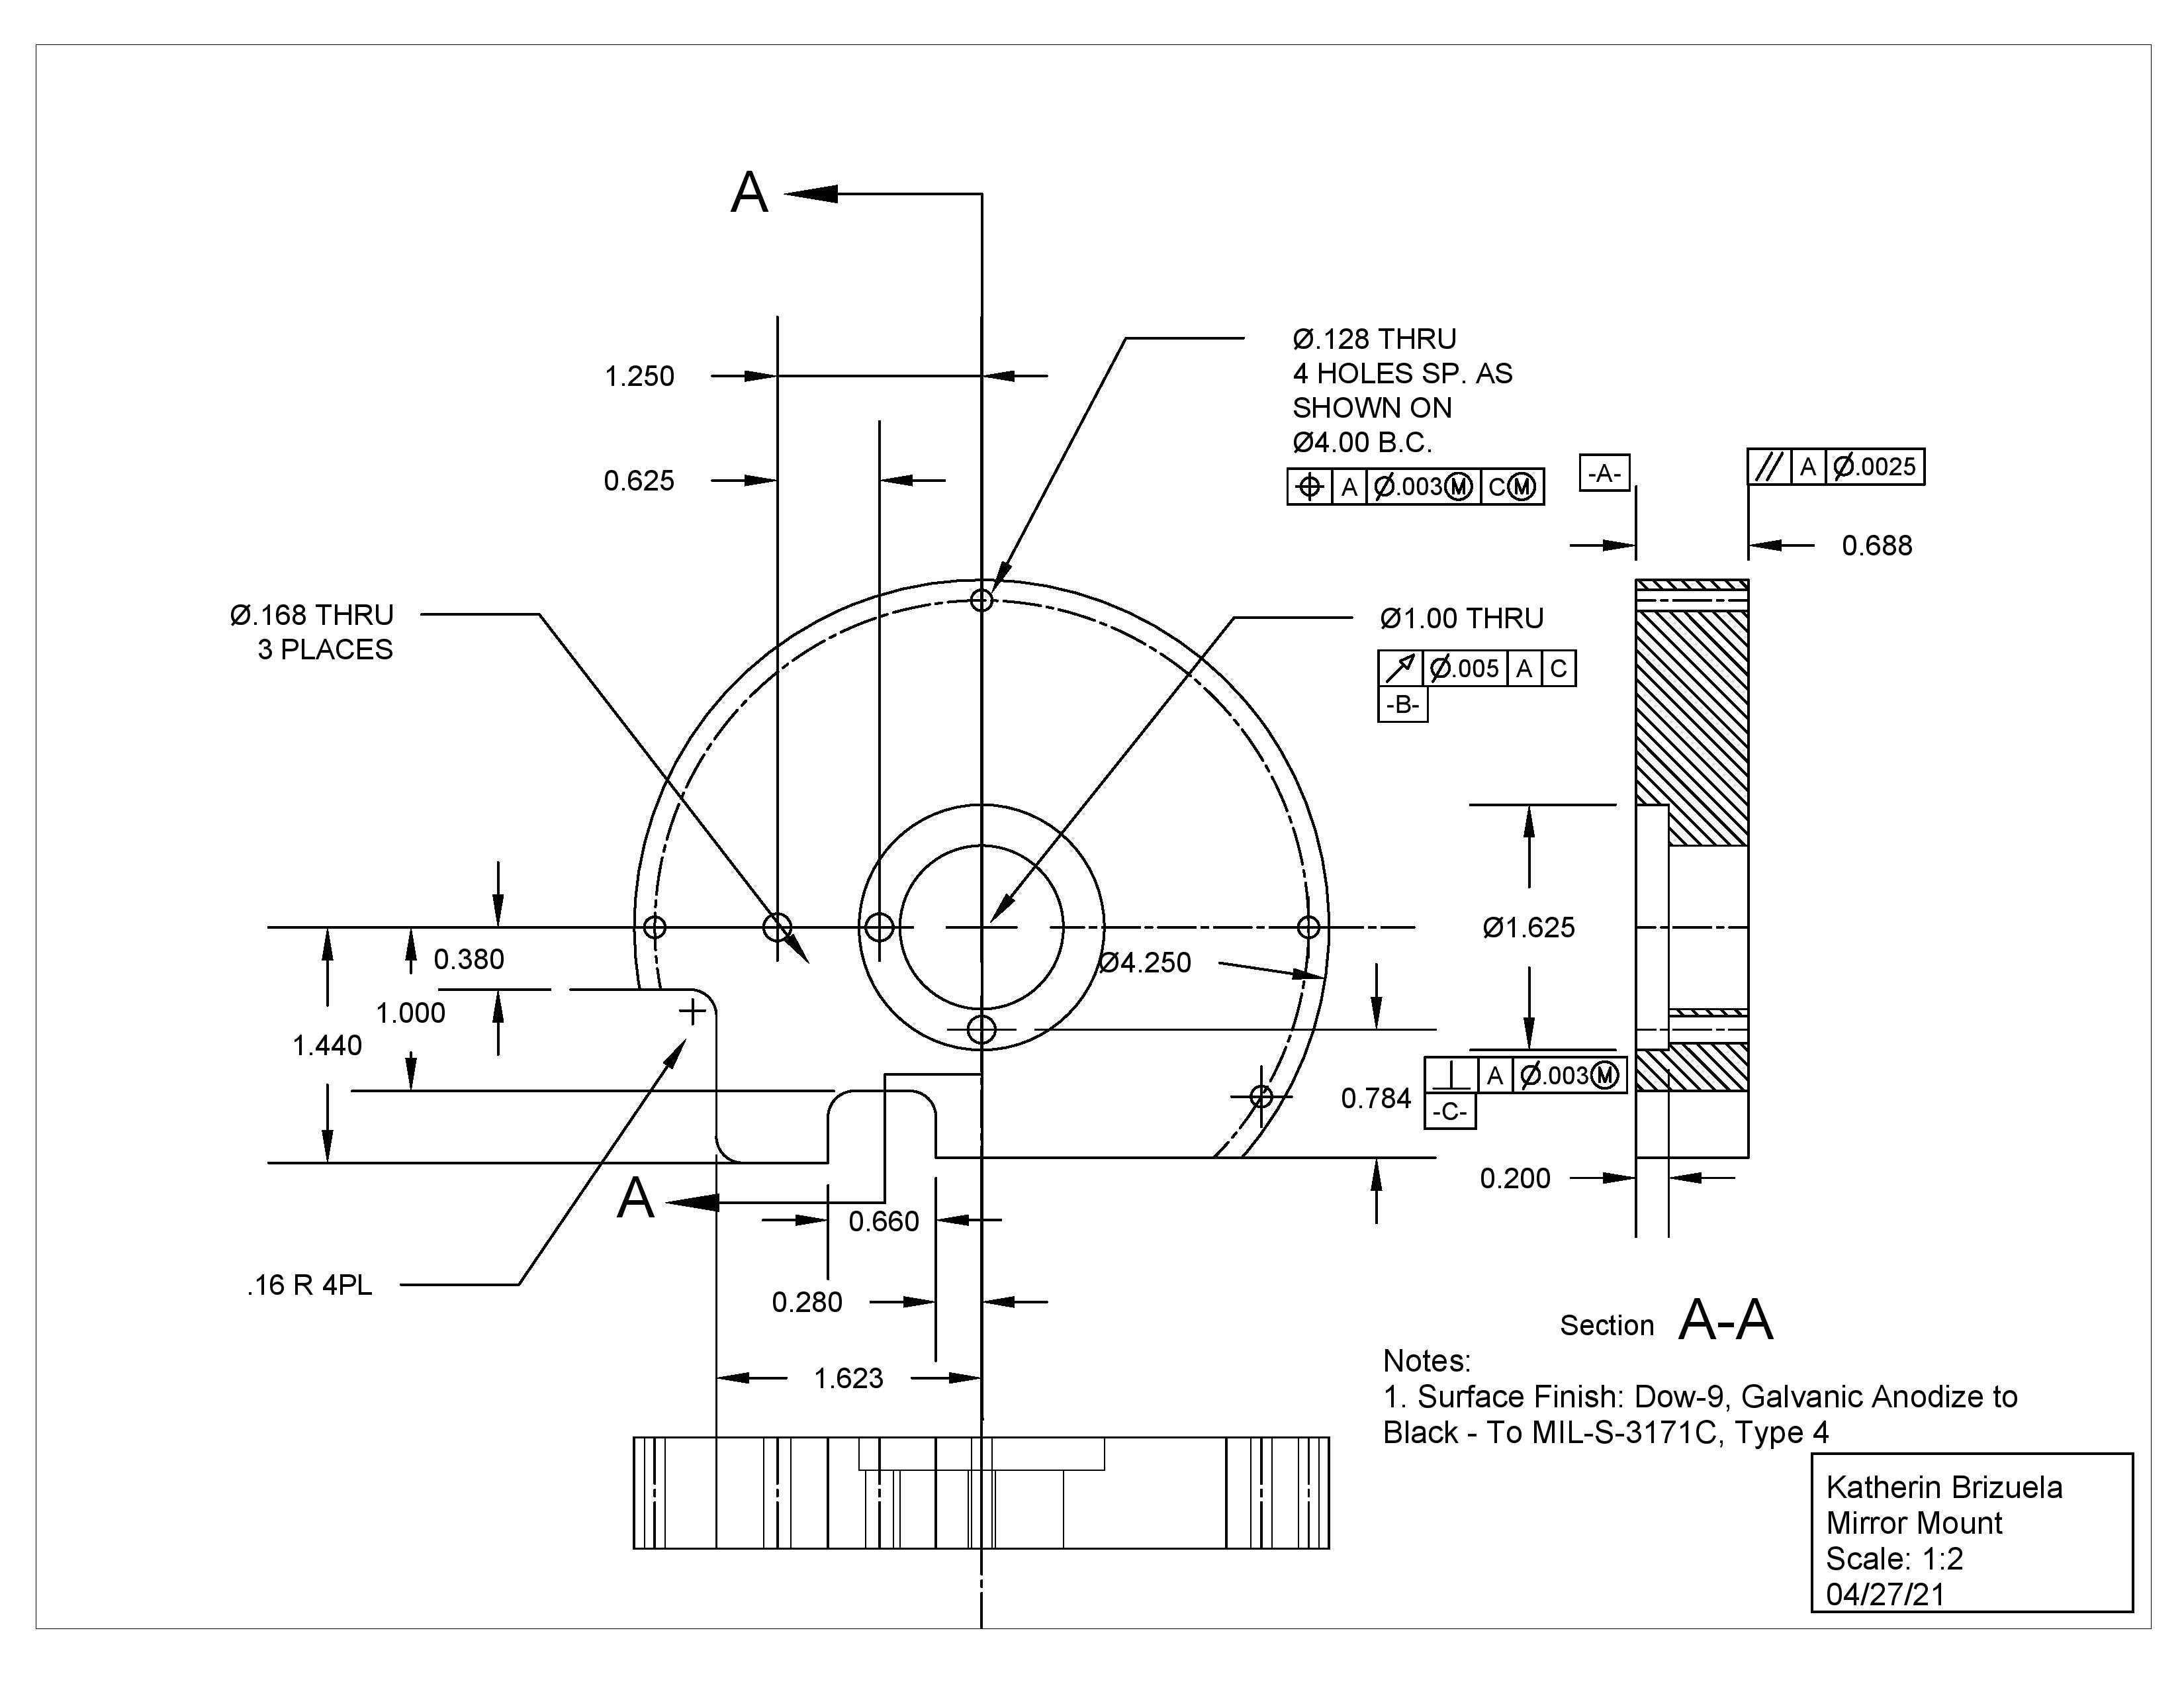 A
1.250
0.625
Ø.128 THRU
4 HOLES SP. AS
SHOWN ON
Ø4.00 B.C.
⌖ A Ø.003Ⓜ CⓂ
-A-
// A Ø.0025
0.688
Ø.168 THRU
3 PLACES
Ø1.00 THRU
↗ Ø.005 A C
-B-
0.380
1.000
1.440
Ø4.250
Ø1.625
0.784
⊥ A Ø.003Ⓜ
-C-
0.200
A
0.660
.16 R 4PL
0.280
1.623
Section A-A
Notes:
1. Surface Finish: Dow-9, Galvanic Anodize to
Black - To MIL-S-3171C, Type 4
Katherin Brizuela
Mirror Mount
Scale: 1:2
04/27/21